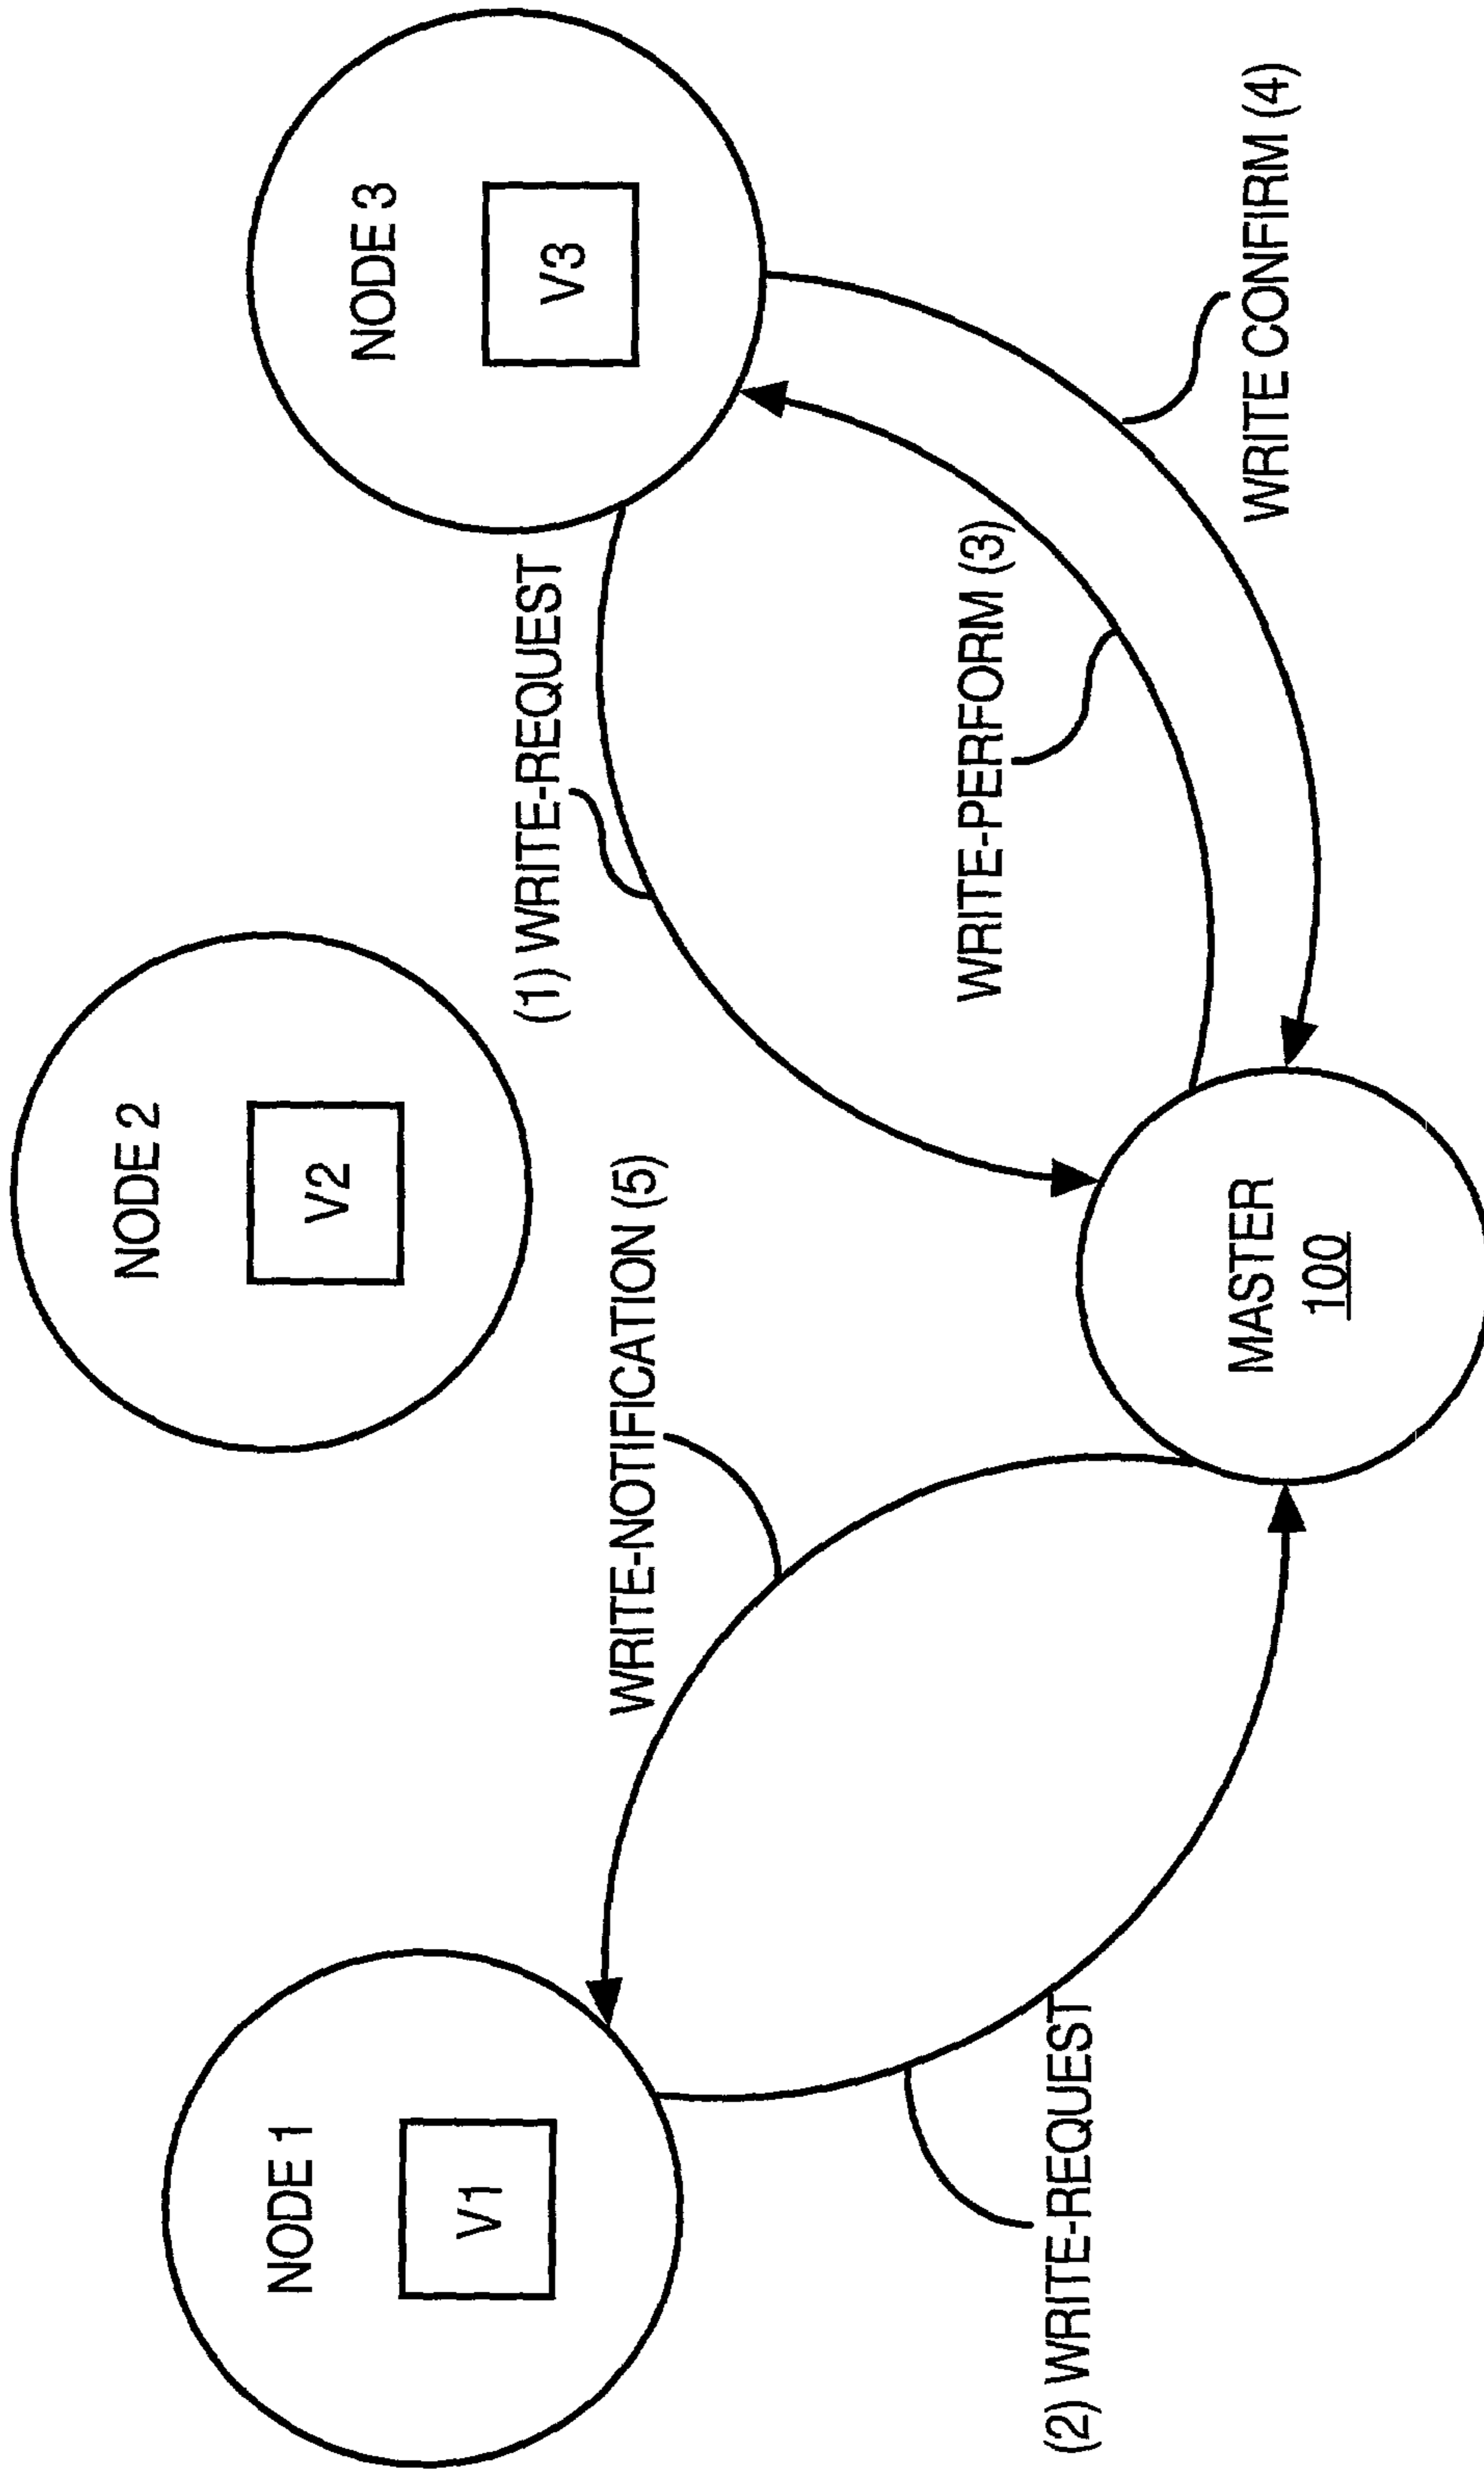 NODE 1
V1
NODE 2
V2
NODE 3
V3
(1) WRITE-REQUEST
WRITE-NOTIFICATION (5)
WRITE-PERFORM (3)
(2) WRITE-REQUEST
MASTER
100
WRITE CONFIRM (4)